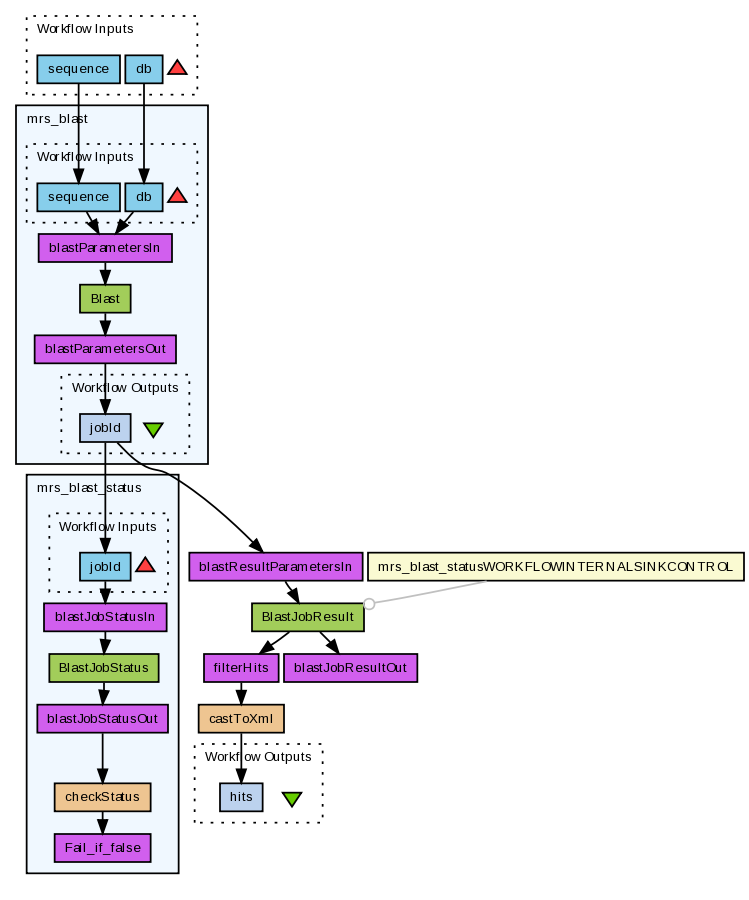 Workflow Inputs
sequence
db
mrs_blast
Workflow Inputs
sequence
db
blastParametersIn
Blast
blastParametersOut
Workflow Outputs
jobId
mrs_blast_status
Workflow Inputs
jobId
blastResultParametersIn
mrs_blast_statusWORKFLOWINTERNALSINKCONTROL
blastJobStatusIn
BlastJobResult
BlastJobStatus
filterHits
blastJobResultOut
blastJobStatusOut
castToXml
Workflow Outputs
checkStatus
hits
Fail_if_false